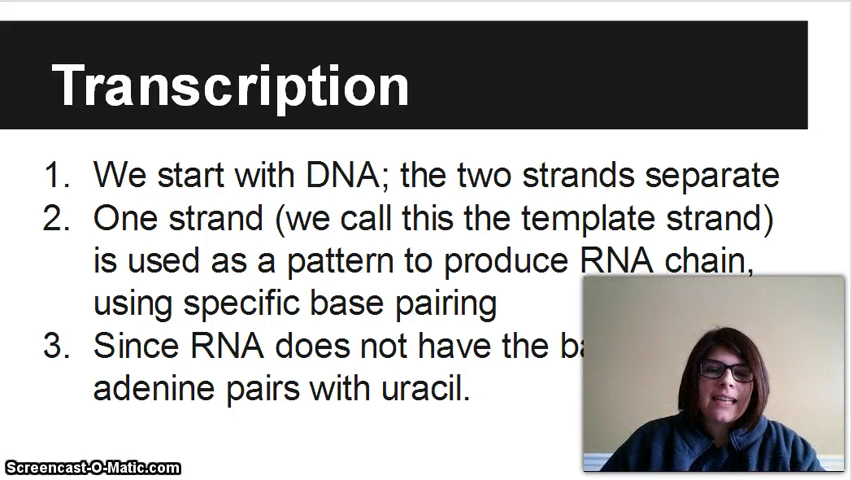 Transcription
1. We start with DNA; the two strands separate
2. One strand (we call this the template strand)
is used as a pattern to produce RNA chain,
using specific base pairing
3. Since RNA does not have the
adenine pairs with uracil.
Screencast-O-Matic.com